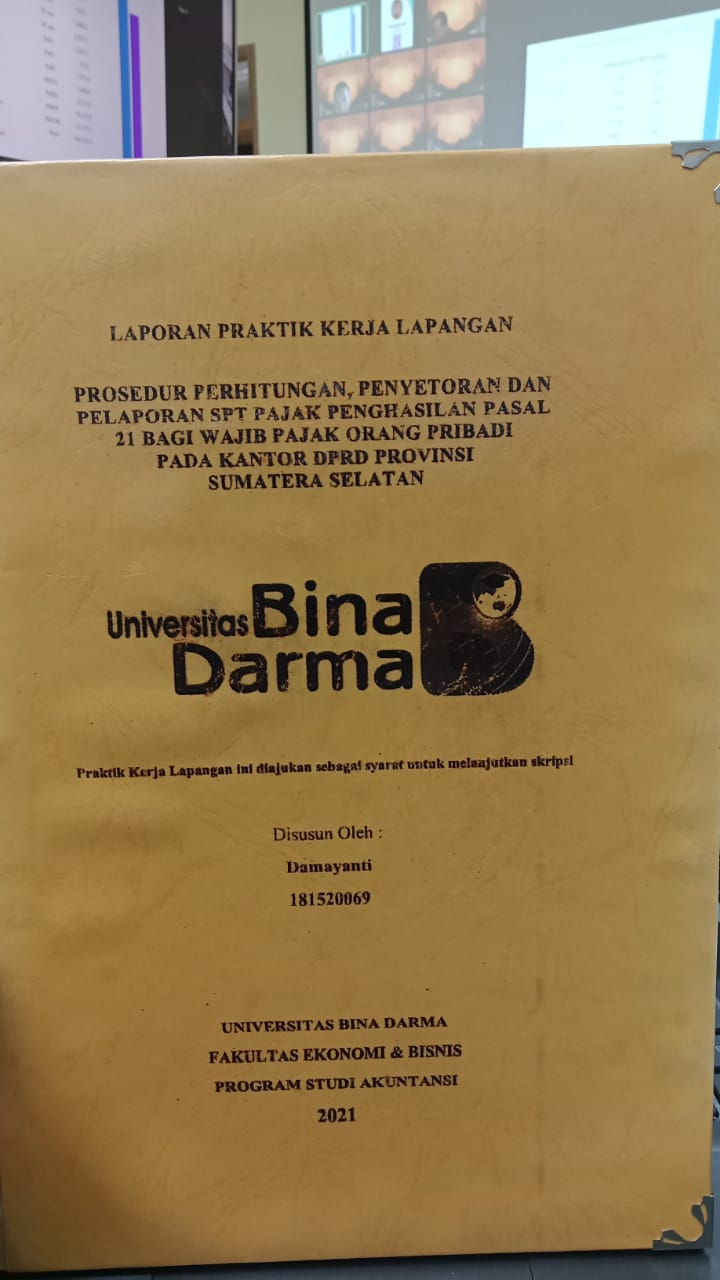 LAPORAN PRAKTIK KERJA LAPANGAN
PROSEDUR PERHITUNGAN, PENYETORAN DAN
PELAPORAN SPT PAJAK PENGHASILAN PASAL
21 BAGI WAJIB PAJAK ORANG PRIBADI
PADA KANTOR DPRD PROVINSI
SUMATERA SELATAN
Universitas Bina
Darma
Praktik Kerja Lapangan ini diajukan sebagai syarat untuk melanjutkan skripsi
Disusun Oleh :
Damayanti
181520069
UNIVERSITAS BINA DARMA
FAKULTAS EKONOMI & BISNIS
PROGRAM STUDI AKUNTANSI
2021